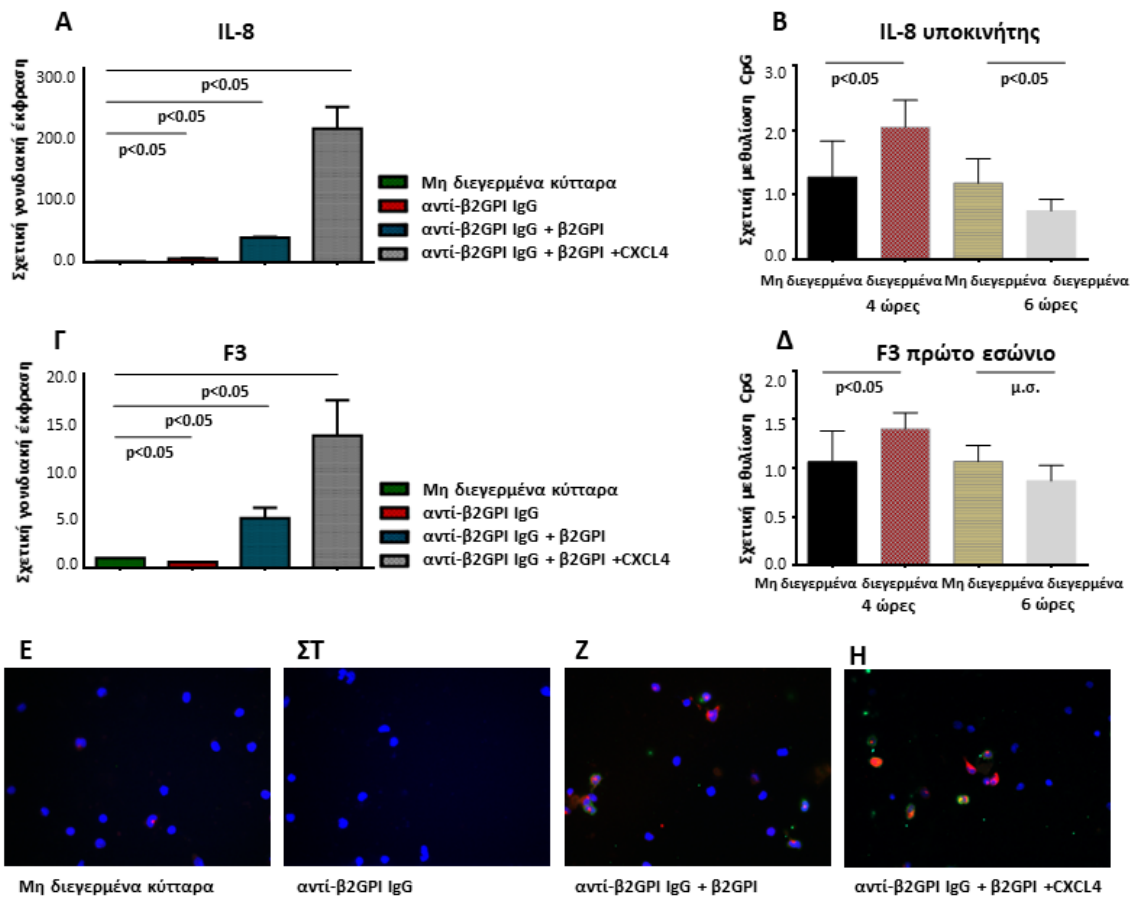 Α
IL-8
Σχετική γονιδιακή έκφραση
300.0
200.0
100.0
0.0
p<0.05
p<0.05
p<0.05
Μη διεγερμένα κύτταρα
αντί-β2GPI IgG
αντί-β2GPI IgG + β2GPI
αντί-β2GPI IgG + β2GPI +CXCL4
Β
IL-8 υποκινήτης
Σχετική μεθυλίωση CpG
3.0
2.0
1.0
0.0
p<0.05
p<0.05
Μη διεγερμένα διεγερμένα Μη διεγερμένα διεγερμένα
4 ώρες 6 ώρες
Γ
F3
Σχετική γονιδιακή έκφραση
20.0
15.0
10.0
5.0
0.0
p<0.05
p<0.05
p<0.05
Μη διεγερμένα κύτταρα
αντί-β2GPI IgG
αντί-β2GPI IgG + β2GPI
αντί-β2GPI IgG + β2GPI +CXCL4
Δ
F3 πρώτο εσώνιο
Σχετική μεθυλίωση CpG
2.0
1.5
1.0
0.5
0.0
p<0.05
μ.σ.
Μη διεγερμένα διεγερμένα Μη διεγερμένα διεγερμένα
4 ώρες 6 ώρες
Ε
ΣΤ
Ζ
Η
Μη διεγερμένα κύτταρα
αντί-β2GPI IgG
αντί-β2GPI IgG + β2GPI
αντί-β2GPI IgG + β2GPI +CXCL4